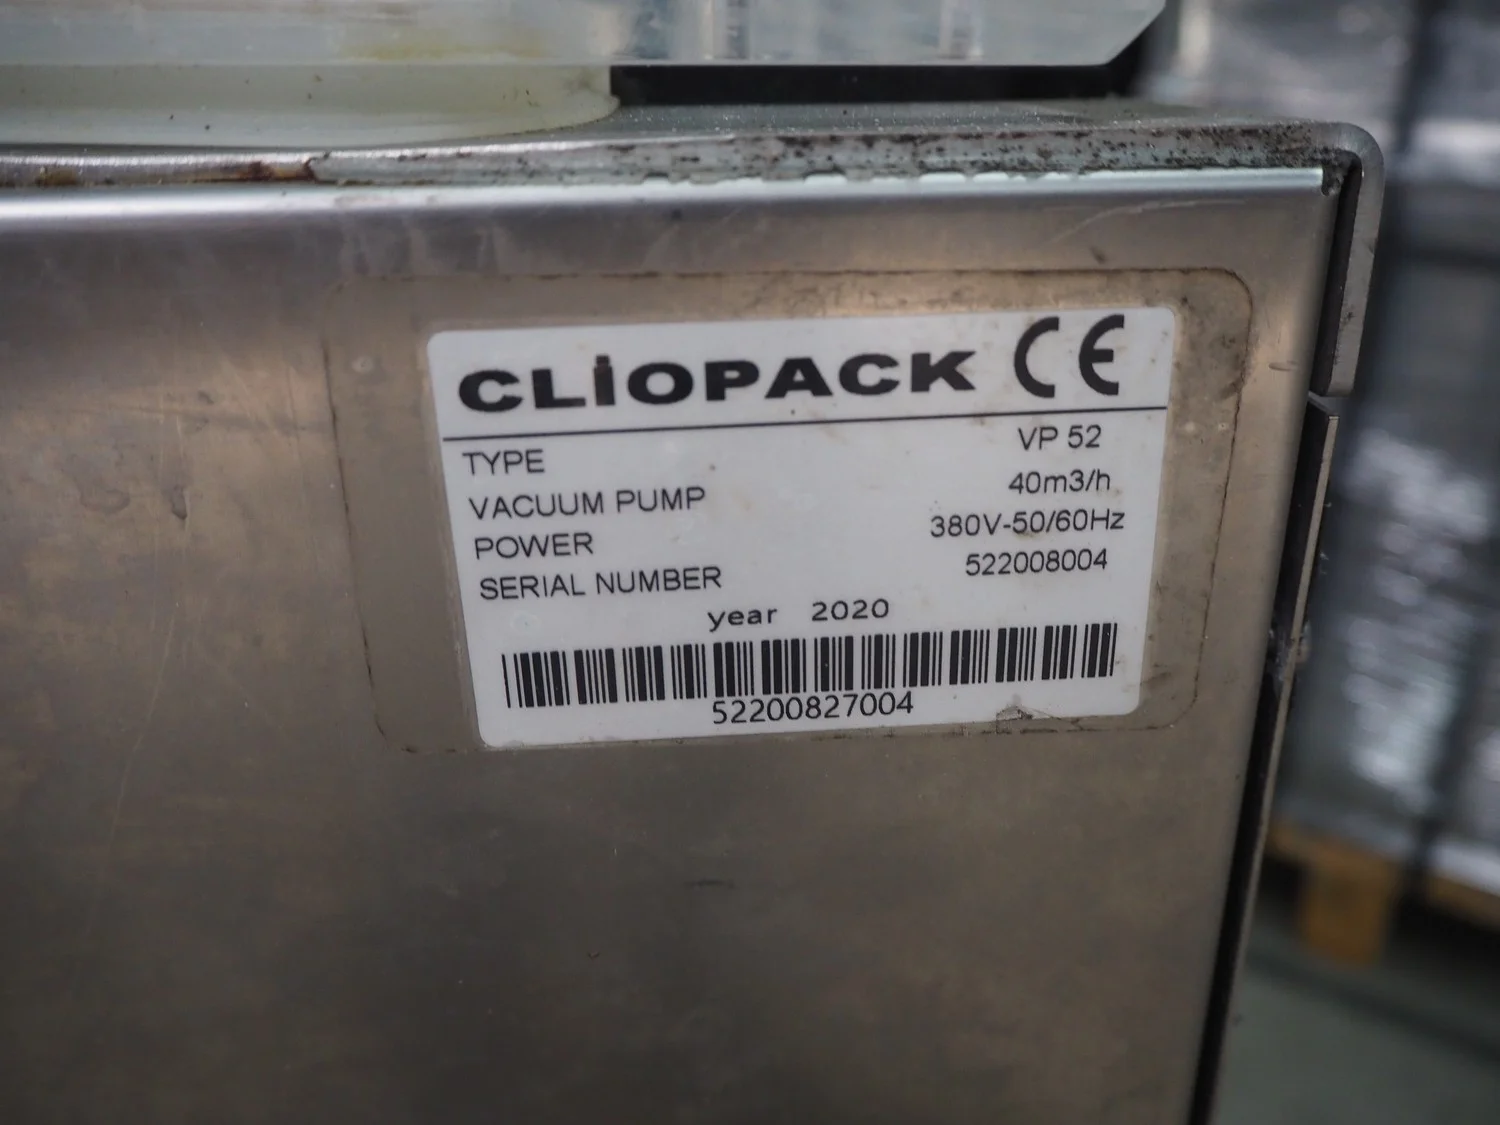 CLiOPACK CE
TYPE VP 52
VACUUM PUMP 40m3/h
POWER 380V-50/60Hz
SERIAL NUMBER 522008004
year 2020
52200827004